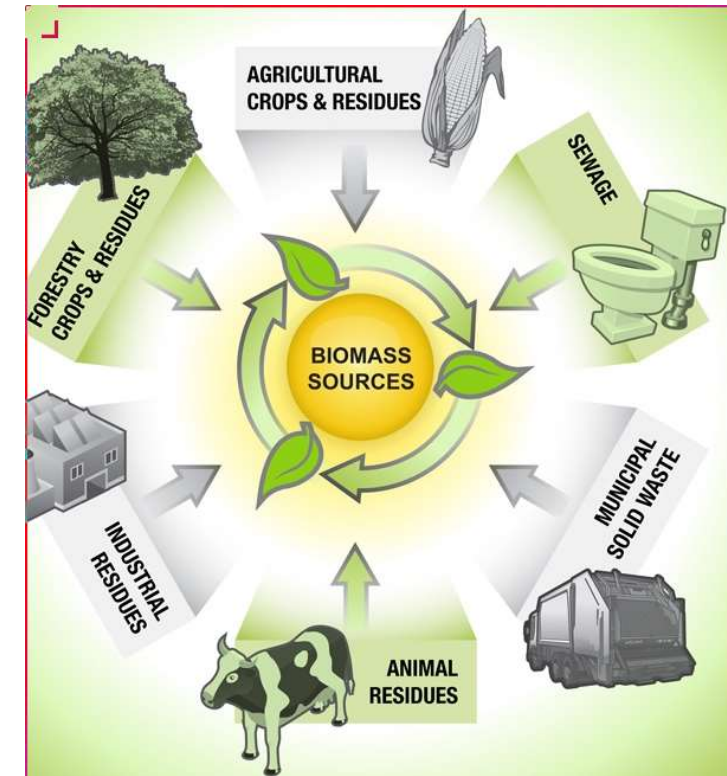 AGRICULTURAL
CROPS & RESIDUES
SEWAGE
MUNICIPAL
SOLID WASTE
ANIMAL
RESIDUES
INDUSTRIAL
RESIDUES
FORESTRY
CROPS & RESIDUES
BIOMASS
SOURCES